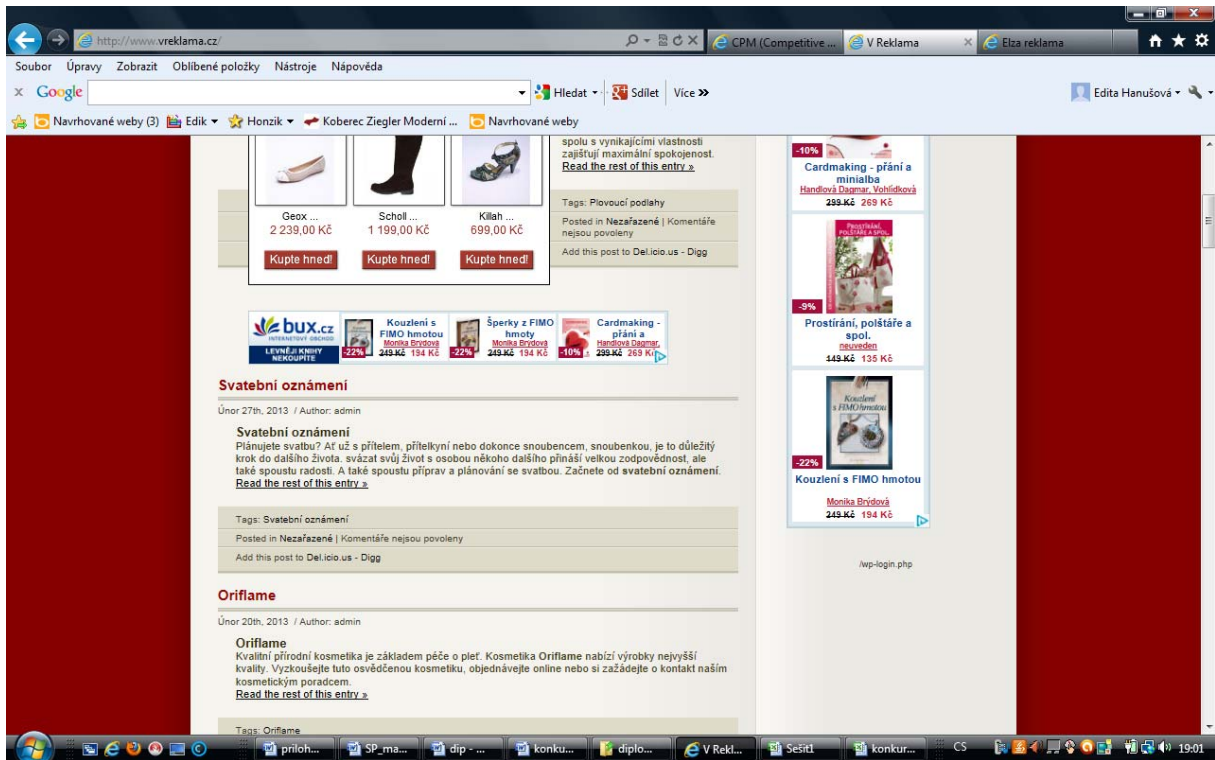 http://www.vreklama.cz/
CPM (Competitive ...
V Reklama
Elza reklama
Soubor Úpravy Zobrazit Oblíbené položky Nástroje Nápověda
x Google
Hledat
Sdílet
Více »
Edita Hanušová
Navrhované weby (3)
Edik
Honzik
Koberec Ziegler Moderní ...
Navrhované weby
Geox ...
2 239,00 Kč
Kupte hned!
Scholl ...
1 199,00 Kč
Kupte hned!
Killah ...
699,00 Kč
Kupte hned!
spolu s vynikajícími vlastnosti
zajišťují maximální spokojenost.
Read the rest of this entry »
Tags: Plovoucí podlahy
Posted in Nezařazené | Komentáře
nejsou povoleny
Add this post to Del.icio.us - Digg
bux.cz
INTERNETOVÝ OBCHOD
LEVNĚJI KNIHY
NEKOUPÍTE
-22%
Kouzlení s
FIMO hmotou
Monika Brýdová
249 Kč 194 Kč
-22%
Šperky z FIMO
hmoty
Monika Brýdová
249 Kč 194 Kč
-10%
Cardmaking -
přání a
Handlová Dagmar,
299 Kč 269 Kč
Svatební oznámení
Únor 27th, 2013 / Author: admin
Svatební oznámení
Plánujete svatbu? Ať už s přítelem, přítelkyní nebo dokonce snoubencem, snoubenkou, je to důležitý
krok do dalšího života. svázat svůj život s osobou někoho dalšího přináší velkou zodpovědnost, ale
také spoustu radosti. A také spoustu příprav a plánování se svatbou. Začnete od svatební oznámení.
Read the rest of this entry »
Tags: Svatební oznámení
Posted in Nezařazené | Komentáře nejsou povoleny
Add this post to Del.icio.us - Digg
Oriflame
Únor 20th, 2013 / Author: admin
Oriflame
Kvalitní přírodní kosmetika je základem péče o pleť. Kosmetika Oriflame nabízí výrobky nejvyšší
kvality. Vyzkoušejte tuto osvědčenou kosmetiku, objednávejte online nebo si zažádejte o kontakt naším
kosmetickým poradcem.
Read the rest of this entry »
Tags: Oriflame
-10%
Cardmaking - přání a
minialba
Handlová Dagmar, Vohlídková
299 Kč 269 Kč
PROSTÍRÁNÍ,
POLŠTÁŘE A SPOL.
-9%
Prostírání, polštáře a
spol.
neuveden
149 Kč 135 Kč
Kouzlení
s FIMO hmotou
-22%
Kouzlení s FIMO hmotou
Monika Brýdová
249 Kč 194 Kč
/wp-login.php
priloh...
SP_ma...
dip - ...
konku...
diplo...
V Rekl...
Sešit1
konkur...
CS
19:01